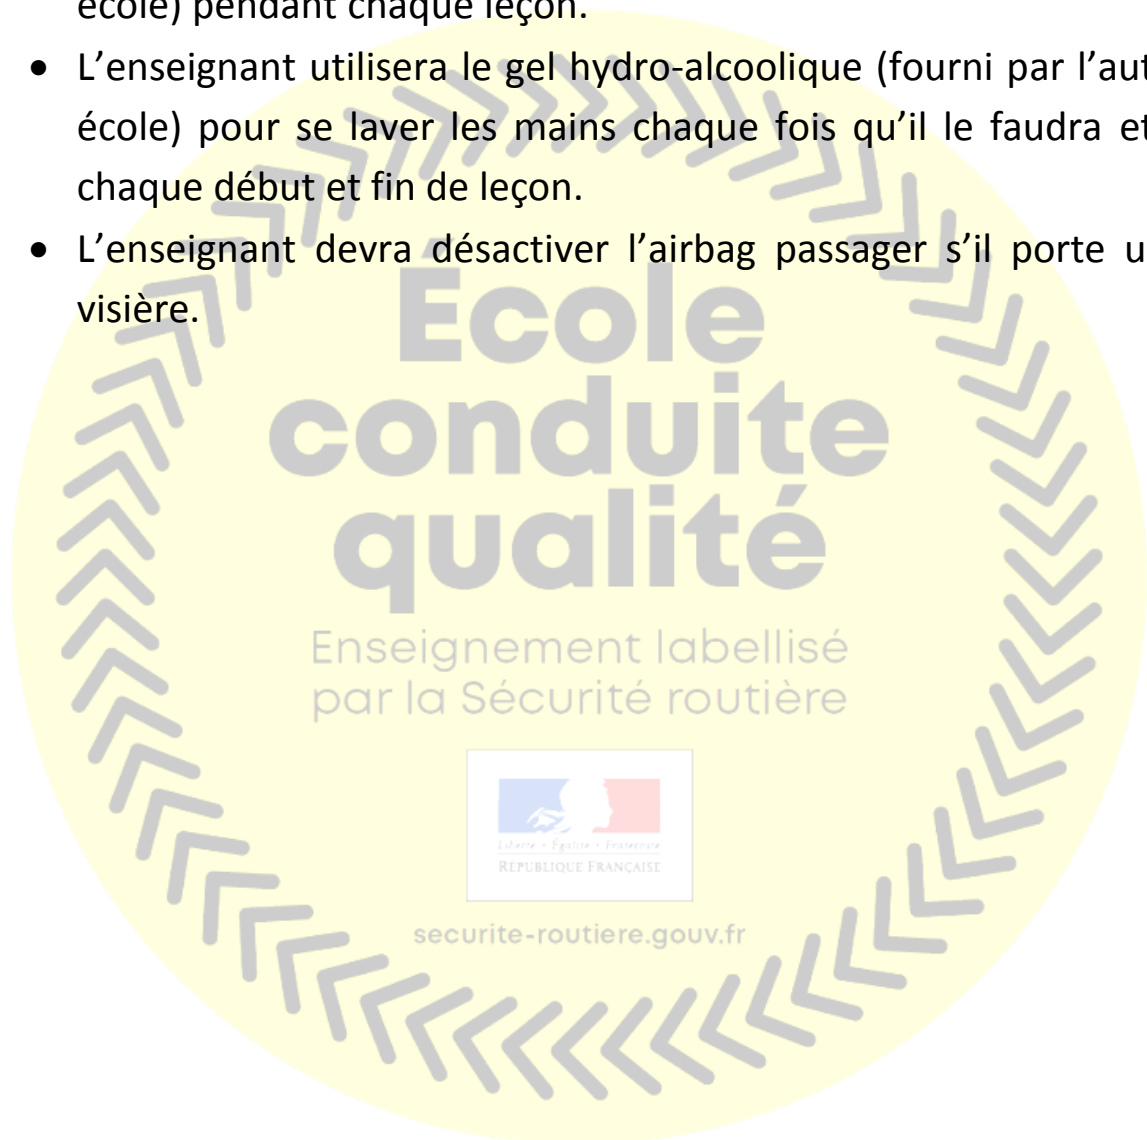 école) pendant chaque leçon.
• L’enseignant utilisera le gel hydro-alcoolique (fourni par l’aut
école) pour se laver les mains chaque fois qu’il le faudra et
chaque début et fin de leçon.
• L’enseignant devra désactiver l’airbag passager s’il porte u
visière.
École
conduite
qualité
Enseignement labellisé
par la Sécurité routière
Liberté • Égalité • Fraternité
RÉPUBLIQUE FRANÇAISE
securite-routiere.gouv.fr